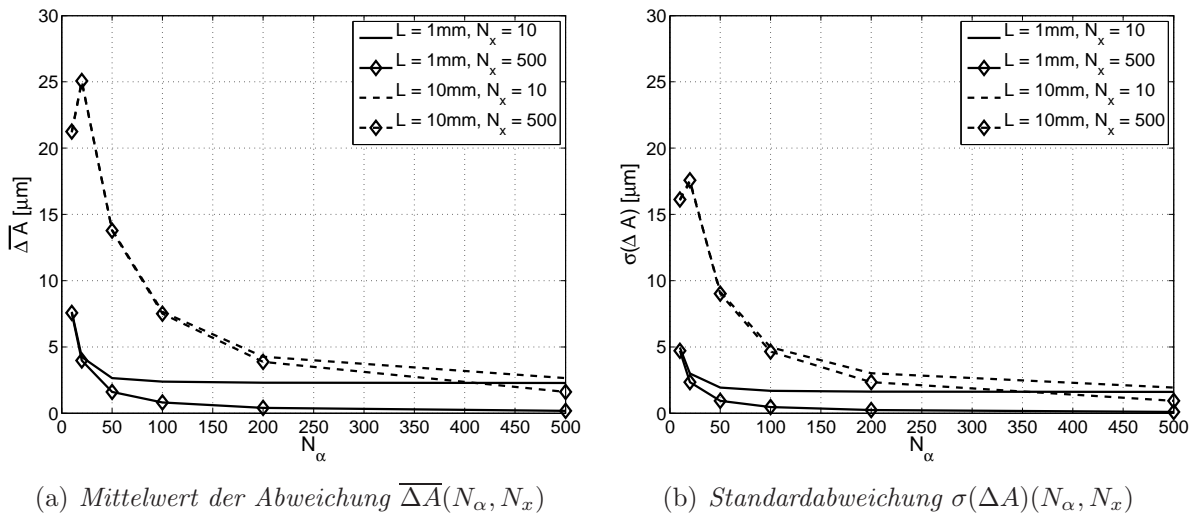 30
25
20
15
10
5
0
0 50 100 150 200 250 300 350 400 450 500
N_α
\overline{Δ A} [μm]
L = 1mm, N_x = 10
L = 1mm, N_x = 500
L = 10mm, N_x = 10
L = 10mm, N_x = 500
(a) Mittelwert der Abweichung \overline{ΔA}(N_α, N_x)
30
25
20
15
10
5
0
0 50 100 150 200 250 300 350 400 450 500
N_α
σ(Δ A) [μm]
L = 1mm, N_x = 10
L = 1mm, N_x = 500
L = 10mm, N_x = 10
L = 10mm, N_x = 500
(b) Standardabweichung σ(ΔA)(N_α, N_x)